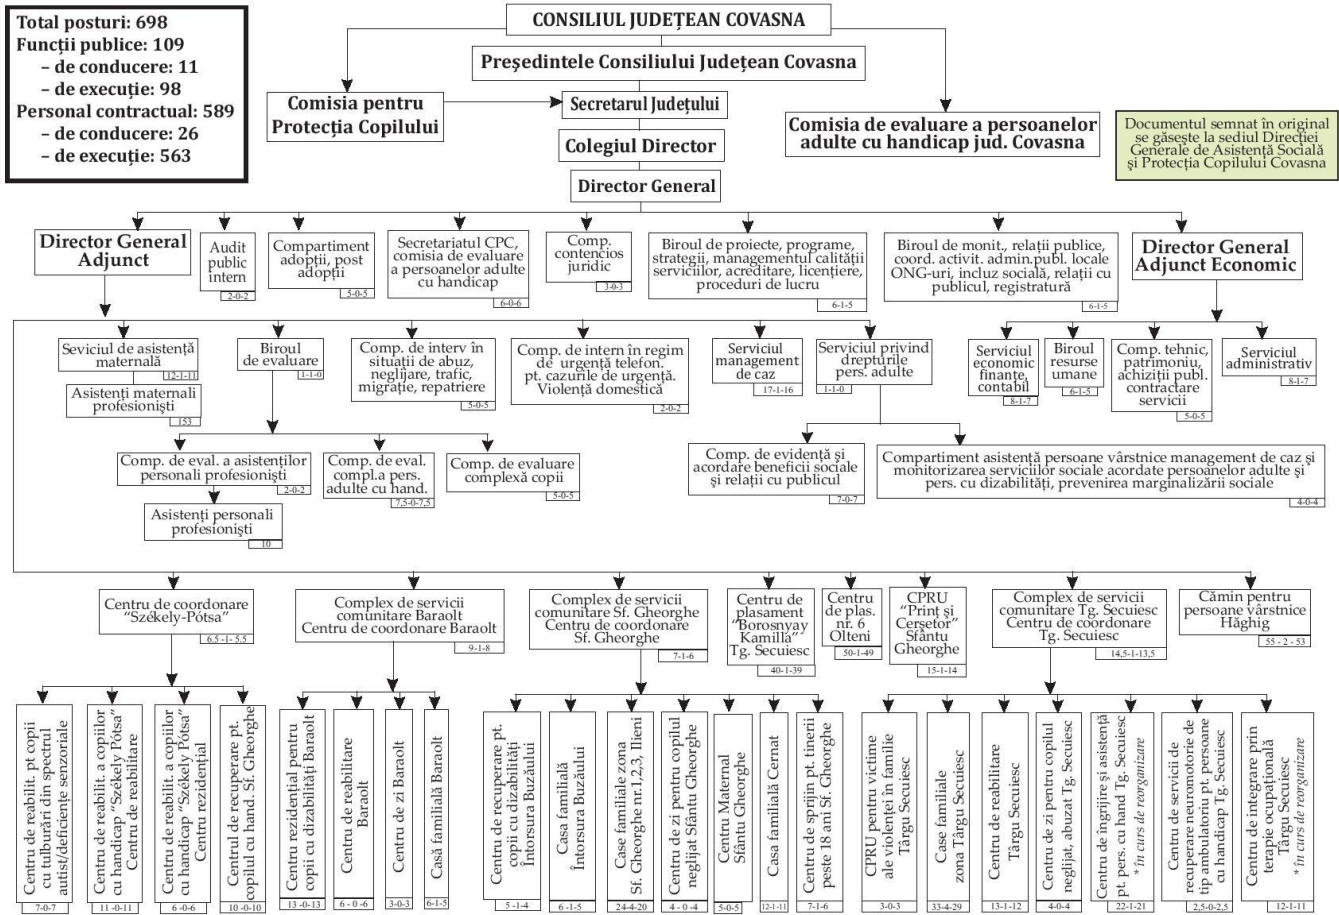 Total posturi: 698
Funcții publice: 109
– de conducere: 11
– de execuție: 98
Personal contractual: 589
– de conducere: 26
– de execuție: 563
CONSILIUL JUDEȚEAN COVASNA
Preşedintele Consiliului Județean Covasna
Comisia pentru
Protecția Copilului
Secretarul Județului
Colegiul Director
Director General
Comisia de evaluare a persoanelor
adulte cu handicap jud. Covasna
Documentul semnat în original
se găseşte la sediul Direcției
Generale de Asistență Socială
şi Protecția Copilului Covasna
Director General
Adjunct
Audit
public
intern
2-0-2
Compartiment
adopții, post
adopții
5-0-5
Secretariatul CPC,
comisia de evaluare
a persoanelor adulte
cu handicap
6-0-6
Comp.
contencios
juridic
3-0-3
Biroul de proiecte, programe,
strategii, managementul calității
serviciilor, acreditare, licențiere,
proceduri de lucru
6-1-5
Biroul de monit., relații publice,
coord. activit. admin.publ. locale
ONG-uri, incluz socială, relații cu
publicul, registratură
6-1-5
Director General
Adjunct Economic
Seviciul de asistență
maternală
12-1-11
Asistenți maternali
profesionişti
153
Biroul
de evaluare
1-1-0
Comp. de interv în
situații de abuz,
neglijare, trafic,
migrație, repatriere
5-0-5
Comp. de intern în regim
de urgență telefon.
pt. cazurile de urgență.
Violență domestică
2-0-2
Serviciul
management
de caz
17-1-16
Serviciul privind
drepturile
pers. adulte
1-1-0
Serviciul
economic
finanțe,
contabil
8-1-7
Biroul
resurse
umane
6-1-5
Comp. tehnic,
patrimoniu,
achiziții publ.
contractare
servicii
5-0-5
Serviciul
administrativ
8-1-7
Comp. de eval. a asistenților
personali profesionişti
2-0-2
Asistenți personali
profesionişti
10
Comp. de eval.
compl.a pers.
adulte cu hand.
7,5-0-7,5
Comp. de evaluare
complexă copii
5-0-5
Comp. de evidență şi
acordare beneficii sociale
şi relații cu publicul
7-0-7
Compartiment asistență persoane vârstnice management de caz şi
monitorizarea serviciilor sociale acordate persoanelor adulte şi
pers. cu dizabilități, prevenirea marginalizării sociale
4-0-4
Centru de coordonare
“Székely-Pótsa”
6.5 -1- 5.5
Complex de servicii
comunitare Baraolt
Centru de coordonare Baraolt
9-1-8
Complex de servicii
comunitare Sf. Gheorghe
Centru de coordonare
Sf. Gheorghe
7-1-6
Centru de
plasament
“Borosnyay
Kamilla”
Tg. Secuiesc
40-1-39
Centru
de plas.
nr. 6
Olteni
50-1-49
CPRU
“Prinț şi
Cerşetor”
Sfântu
Gheorghe
15-1-14
Complex de servicii
comunitare Tg. Secuiesc
Centru de coordonare
Tg. Secuiesc
14,5-1-13,5
Cămin pentru
persoane vârstnice
Hăghig
55 - 2 - 53
Centru de reabilit. pt copii
cu tulburări din spectrul
autist/deficiențe senzoriale
7-0-7
Centru de reabilit. a copiilor
cu handicap “Székely Pótsa”
Centru de reabilitare
11 -0-11
Centru de reabilit. a copiilor
cu handicap “Székely Pótsa”
Centru rezidențial
6 -0-6
Centrul de recuperare pt.
copilul cu hand. Sf. Gheorghe
10 -0-10
Centru rezidențial pentru
copii cu dizabilități Baraolt
13 -0-13
Centru de reabilitare
Baraolt
6 - 0 -6
Centru de zi Baraolt
3-0-3
Casă familială Baraolt
6-1-5
Centru de recuperare pt.
copii cu dizabilități
Intorsura Buzăului
5 -1-4
Casa familială
Întorsura Buzăului
6 -1-5
Case familiale zona
Sf. Gheorghe nr.1,2,3, Ilieni
24-4-20
Centru de zi pentru copilul
neglijat Sfântu Gheorghe
4 - 0 -4
Centru Maternal
Sfântu Gheorghe
5-0-5
Casa familială Cernat
12-1-11
Centru de sprijin pt. tinerii
peste 18 ani Sf. Gheorghe
7-1-6
CPRU pentru victime
ale violenței în familie
Târgu Secuiesc
3-0-3
Case familiale
zona Târgu Secuiesc
33-4-29
Centru de reabilitare
Târgu Secuiesc
13-1-12
Centru de zi pentru copilul
neglijat, abuzat Tg. Secuiesc
4-0-4
Centru de îngrijire şi asistență
pt. pers. cu hand Tg. Secuiesc
* în curs de reorganizare
22-1-21
Centru de servicii de
recuperare neuromotorie de
tip ambulatoriu pt. persoane
cu handicap Tg. Secuiesc
2,5-0-2,5
Centru de integrare prin
terapie ocupațională
Târgu Secuiesc
* în curs de reorganizare
12-1-11